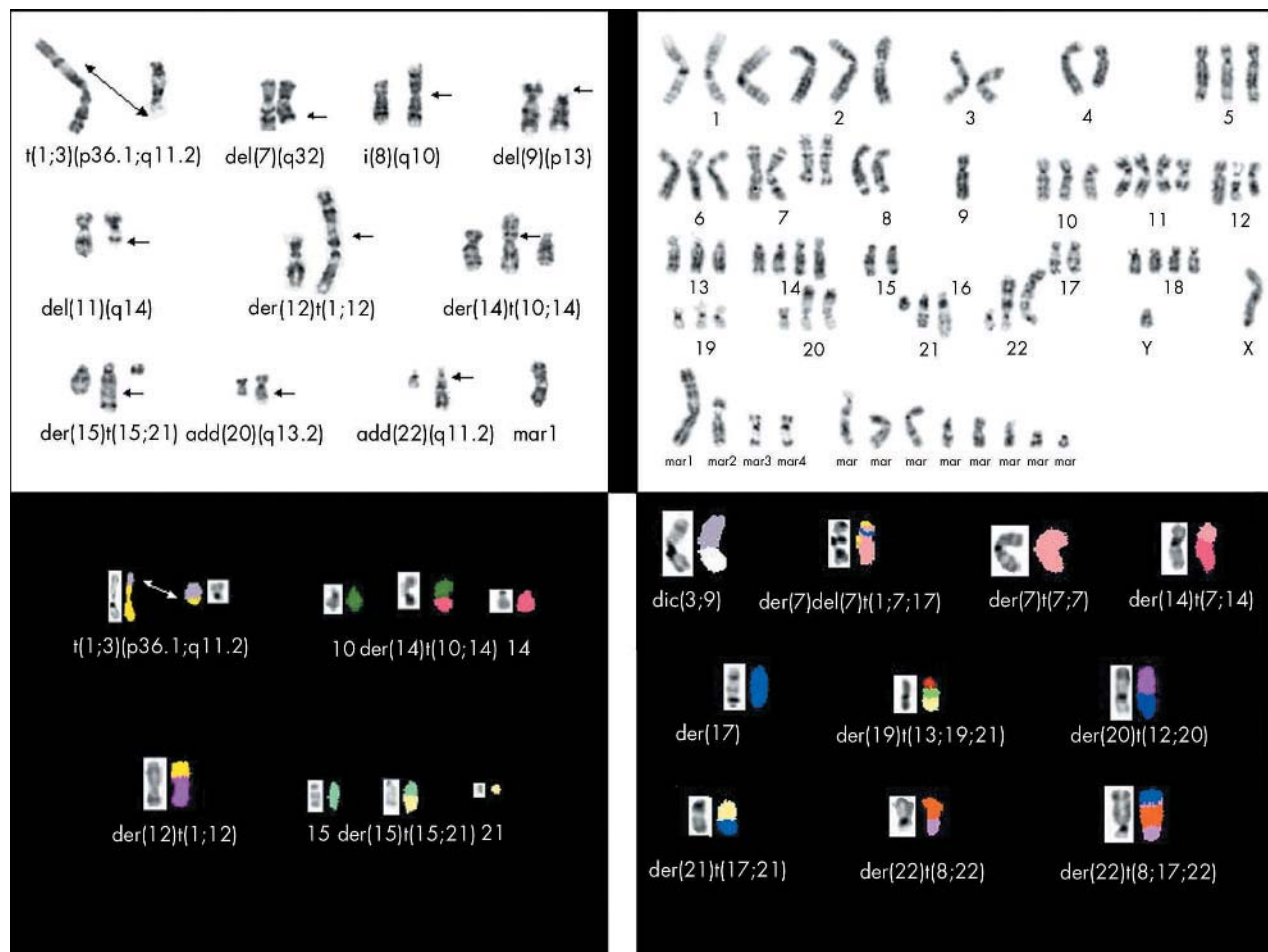 t(1;3)(p36.1;q11.2) del(7)(q32) i(8)(q10) del(9)(p13)
del(11)(q14) der(12)t(1;12) der(14)t(10;14)
der(15)t(15;21) add(20)(q13.2) add(22)(q11.2) mar1
1 2 3 4 5
6 7 8 9 10 11 12
13 14 15 16 17 18
19 20 21 22 Y X
mar1 mar2 mar3 mar4 mar mar mar mar mar mar mar mar
t(1;3)(p36.1;q11.2) 10 der(14)t(10;14) 14
der(12)t(1;12) 15 der(15)t(15;21) 21
dic(3;9) der(7)del(7)t(1;7;17) der(7)t(7;7) der(14)t(7;14)
der(17) der(19)t(13;19;21) der(20)t(12;20)
der(21)t(17;21) der(22)t(8;22) der(22)t(8;17;22)